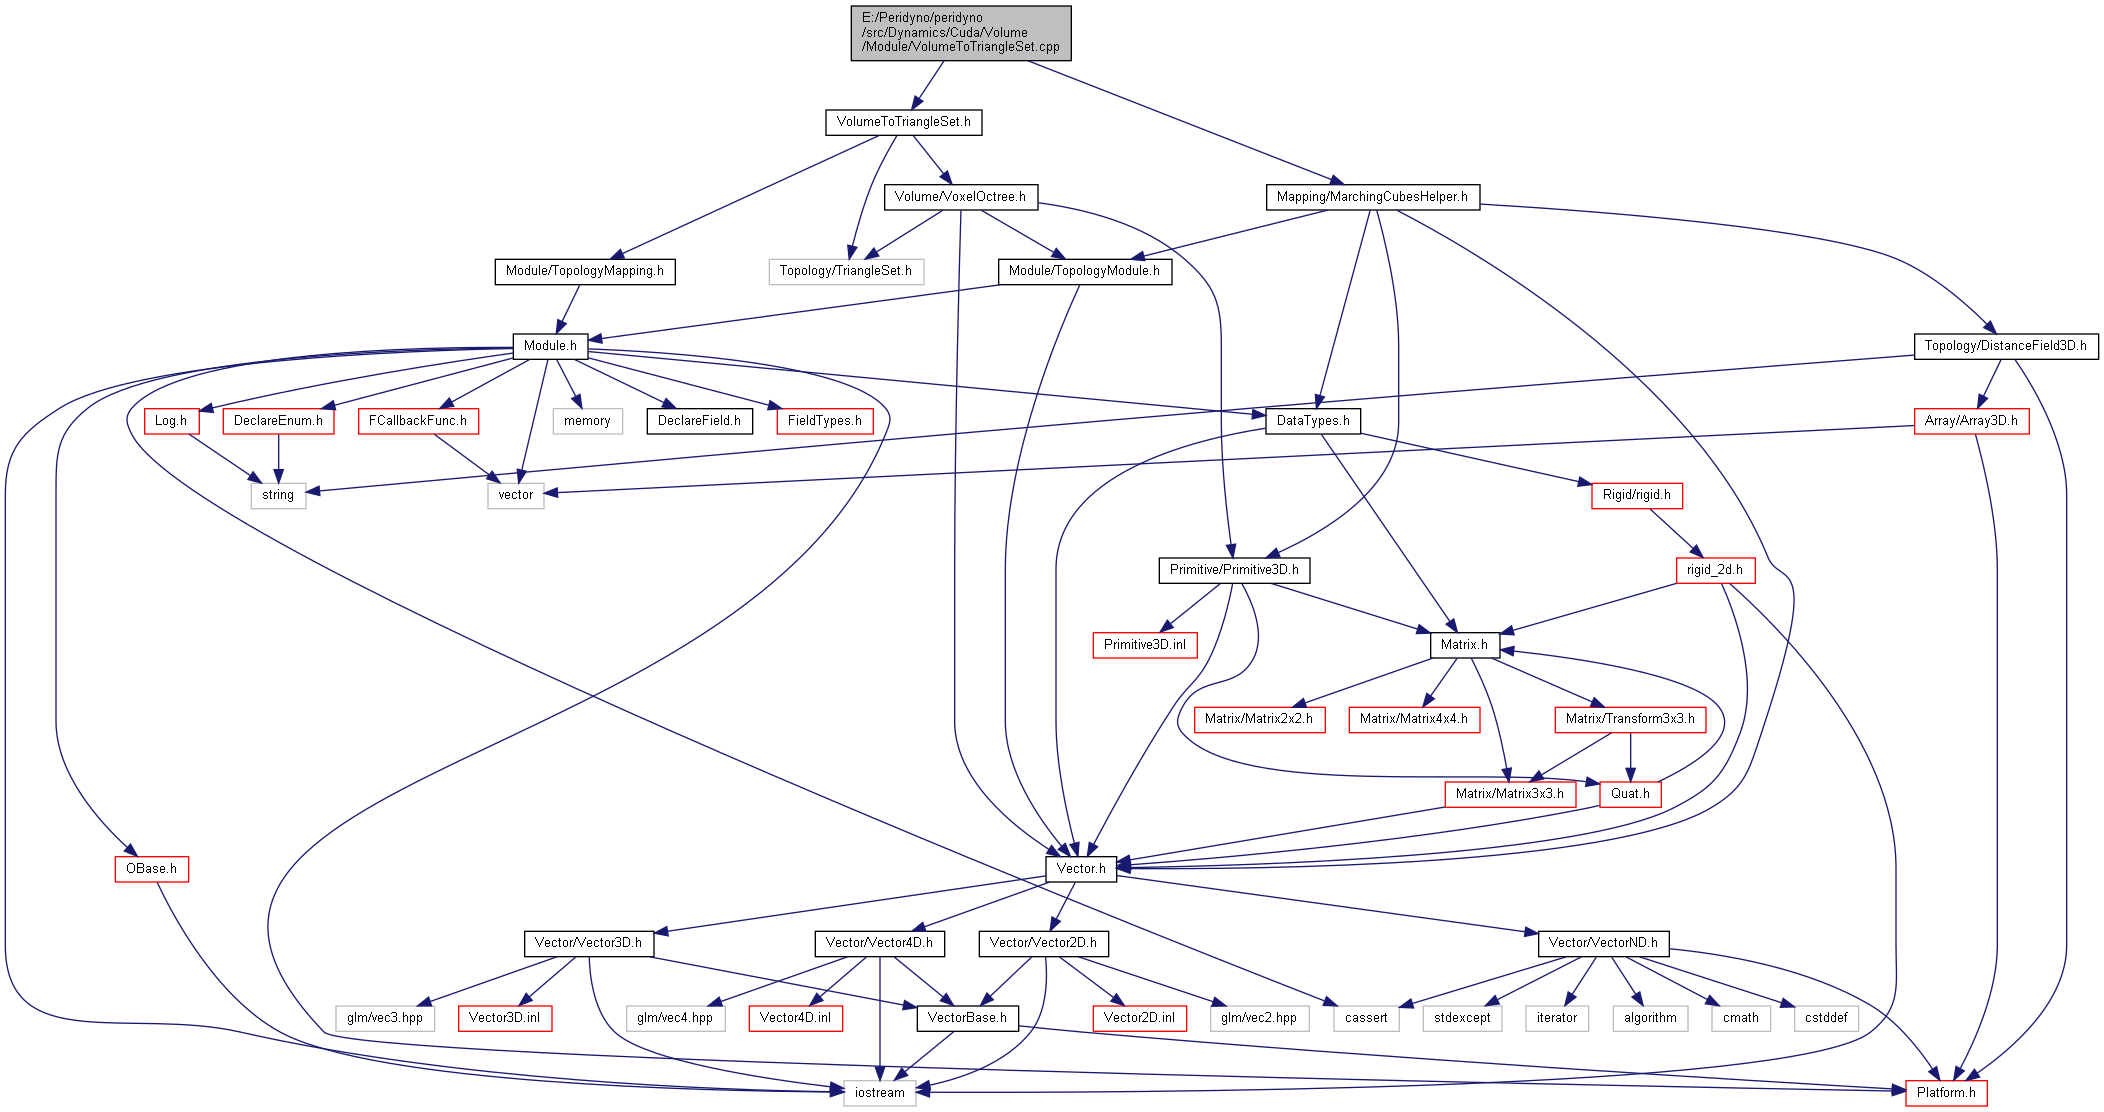 E:/Peridyno/peridyno
/src/Dynamics/Cuda/Volume
/Module/VolumeToTriangleSet.cpp
VolumeToTriangleSet.h
Volume/VoxelOctree.h
Mapping/MarchingCubesHelper.h
Module/TopologyMapping.h
Topology/TriangleSet.h
Module/TopologyModule.h
Module.h
Topology/DistanceField3D.h
Log.h
DeclareEnum.h
FCallbackFunc.h
memory
DeclareField.h
FieldTypes.h
DataTypes.h
Array/Array3D.h
string
vector
Rigid/rigid.h
Primitive/Primitive3D.h
rigid_2d.h
Primitive3D.inl
Matrix.h
Matrix/Matrix2x2.h
Matrix/Matrix4x4.h
Matrix/Transform3x3.h
Matrix/Matrix3x3.h
Quat.h
OBase.h
Vector.h
Vector/Vector3D.h
Vector/Vector4D.h
Vector/Vector2D.h
Vector/VectorND.h
glm/vec3.hpp
Vector3D.inl
glm/vec4.hpp
Vector4D.inl
VectorBase.h
Vector2D.inl
glm/vec2.hpp
cassert
stdexcept
iterator
algorithm
cmath
cstddef
iostream
Platform.h